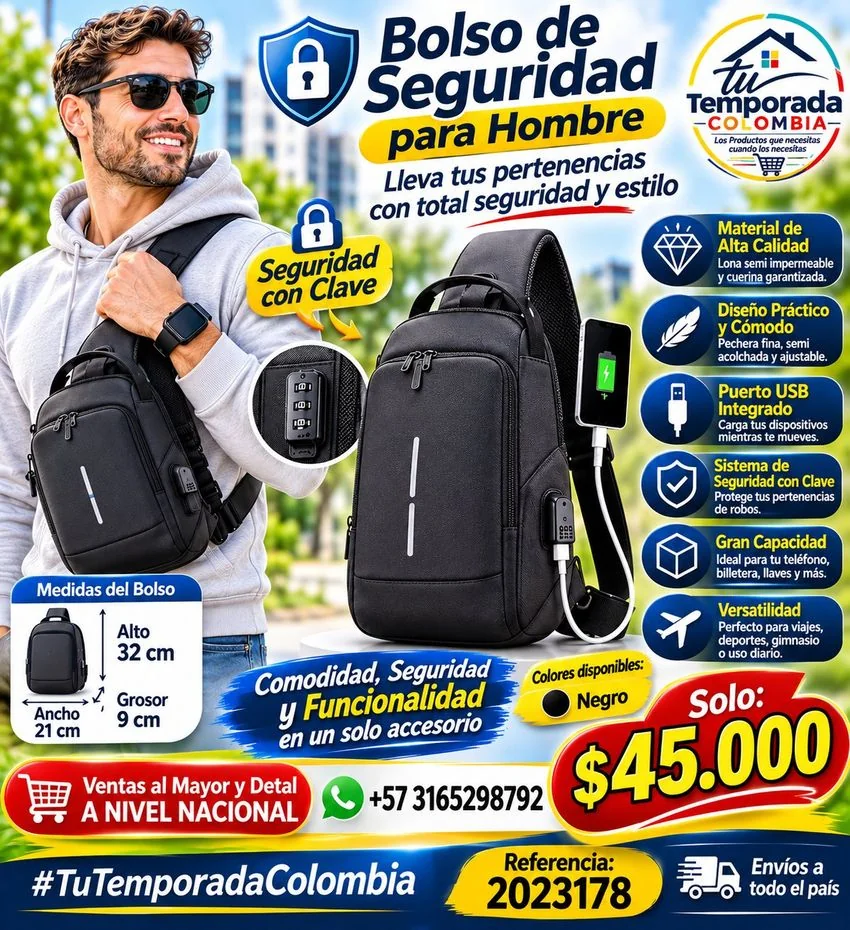 Bolso de
Seguridad
para Hombre
Lleva tus pertenencias
con total seguridad y estilo
tu
Temporada
COLOMBIA
Los Productos que necesitas
cuando los necesitas
Seguridad
con Clave
Material de
Alta Calidad
Lona semi impermeable
y cuerina garantizada.
Diseño Práctico
y Cómodo
Pechera fina, semi
acolchada y ajustable.
Puerto USB
Integrado
Carga tus dispositivos
mientras te mueves.
Sistema de
Seguridad con Clave
Protege tus pertenencias
de robos.
Gran Capacidad
Ideal para tu teléfono,
billetera, llaves y más.
Versatilidad
Perfecto para viajes,
deportes, gimnasio
o uso diario.
Medidas del Bolso
Alto
32 cm
Grosor
9 cm
Ancho
21 cm
Comodidad, Seguridad
y Funcionalidad
en un solo accesorio
Colores disponibles:
Negro
Solo:
$45.000
Ventas al Mayor y Detal
A NIVEL NACIONAL
+57 3165298792
#TuTemporadaColombia
Referencia:
2023178
Envíos a
todo el país